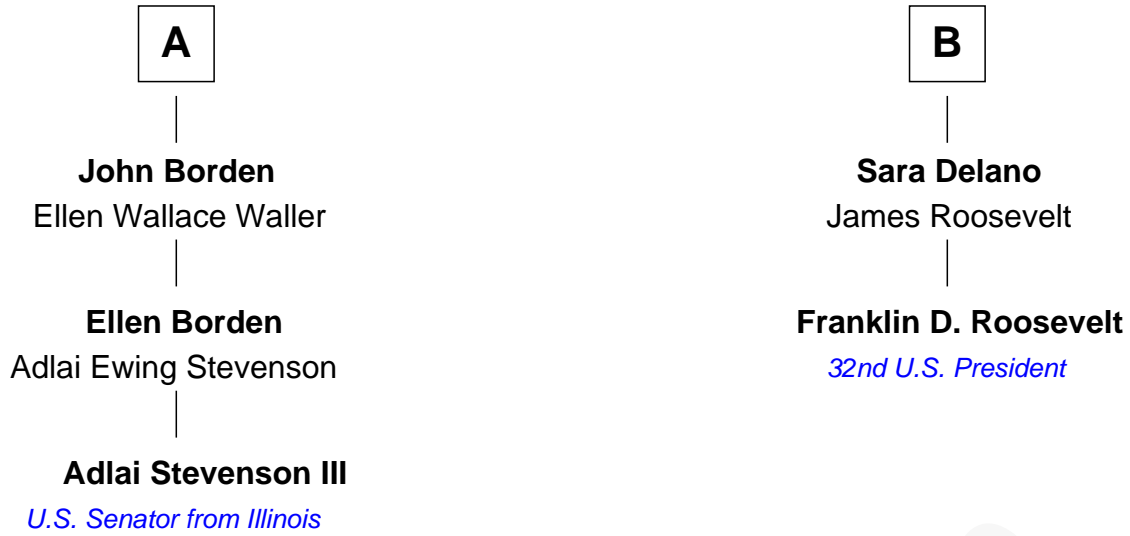 A
John Borden
Ellen Wallace Waller
Ellen Borden
Adlai Ewing Stevenson
Adlai Stevenson III
U.S. Senator from Illinois
B
Sara Delano
James Roosevelt
Franklin D. Roosevelt
32nd U.S. President